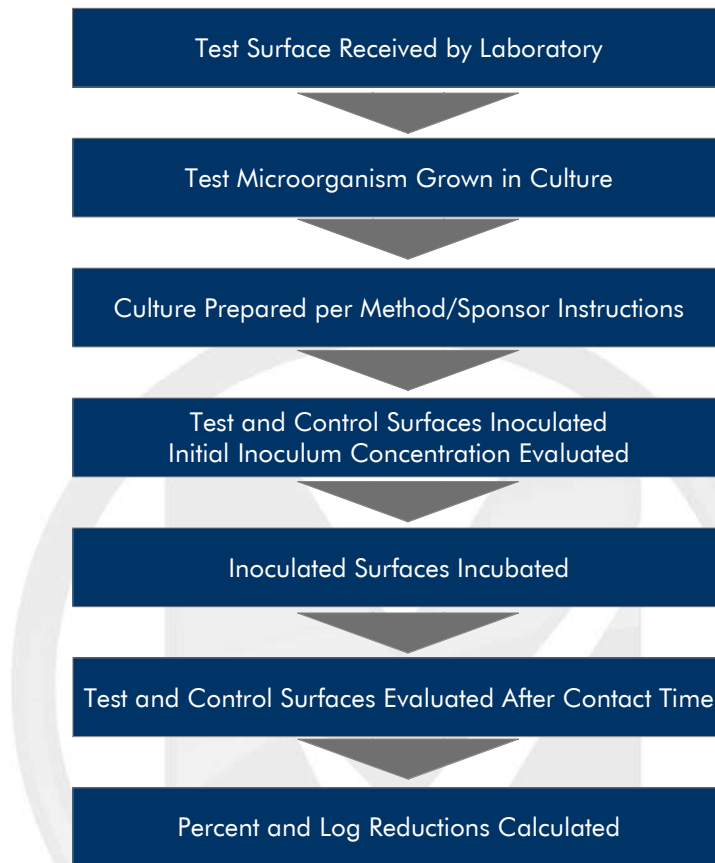 Test Surface Received by Laboratory
Test Microorganism Grown in Culture
Culture Prepared per Method/Sponsor Instructions
Test and Control Surfaces Inoculated
Initial Inoculum Concentration Evaluated
Inoculated Surfaces Incubated
Test and Control Surfaces Evaluated After Contact Time
Percent and Log Reductions Calculated